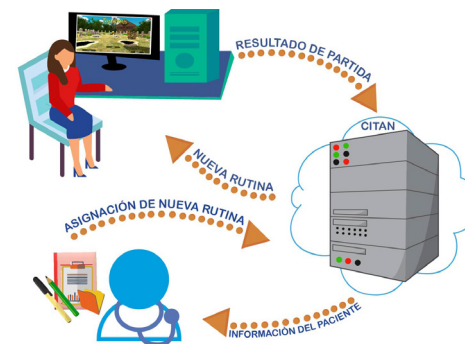 RESULTADO DE PARTIDA
CITAN
NUEVA RUTINA
ASIGNACIÓN DE NUEVA RUTINA
INFORMACIÓN DEL PACIENTE